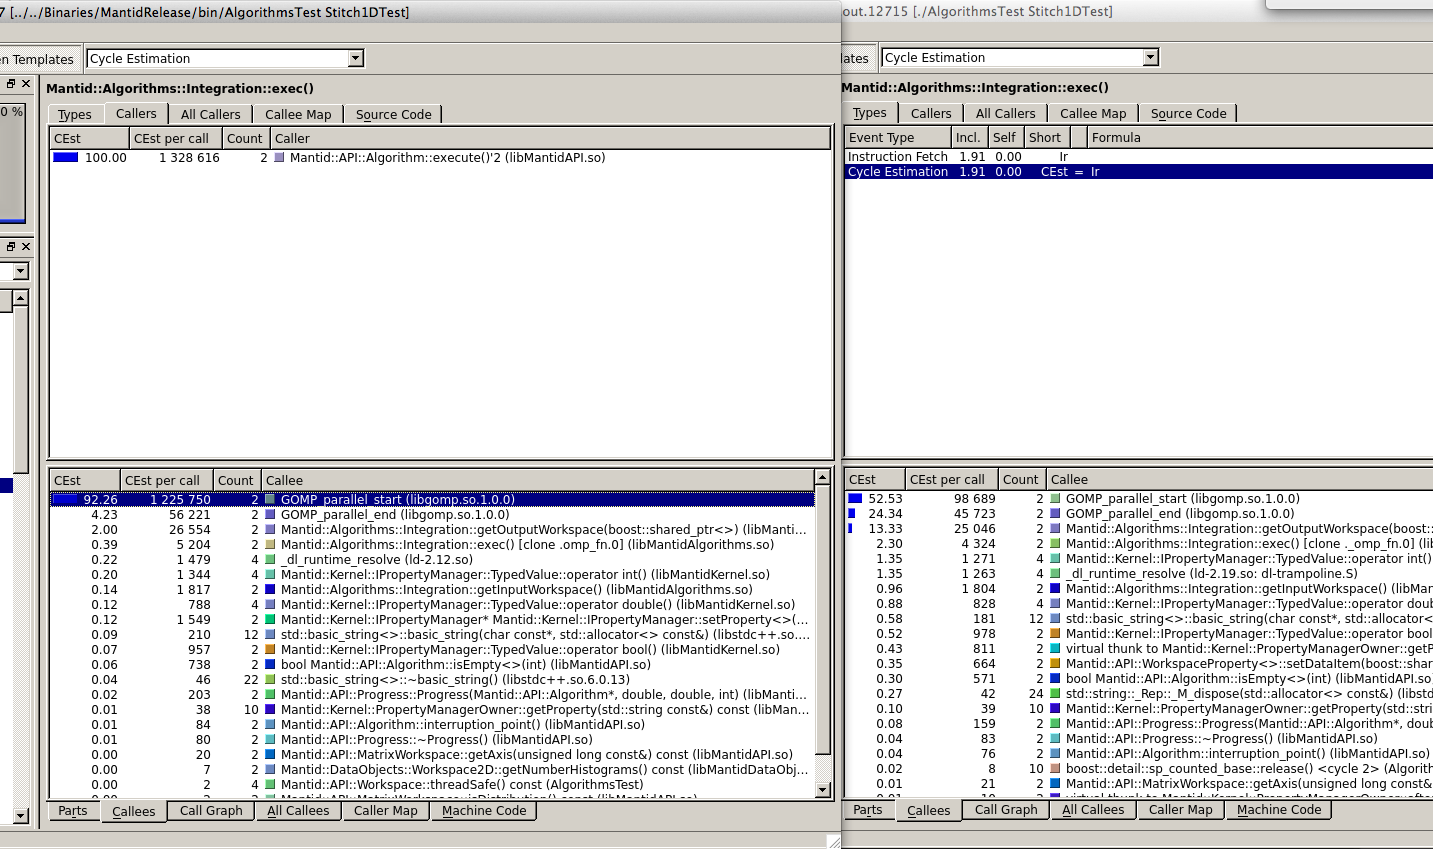 7 [../../Binaries/MantidRelease/bin/AlgorithmsTest Stitch1DTest]
en Templates
Cycle Estimation
0 %
Mantid::Algorithms::Integration::exec()
Types Callers All Callers Callee Map Source Code
CEst CEst per call Count Caller
100.00 1 328 616 2 Mantid::API::Algorithm::execute()'2 (libMantidAPI.so)
CEst CEst per call Count Callee
92.26 1 225 750 2 GOMP_parallel_start (libgomp.so.1.0.0)
4.23 56 221 2 GOMP_parallel_end (libgomp.so.1.0.0)
2.00 26 554 2 Mantid::Algorithms::Integration::getOutputWorkspace(boost::shared_ptr<>) (libManti...
0.39 5 204 2 Mantid::Algorithms::Integration::exec() [clone .omp_fn.0] (libMantidAlgorithms.so)
0.22 1 479 4 _dl_runtime_resolve (ld-2.12.so)
0.20 1 344 4 Mantid::Kernel::IPropertyManager::TypedValue::operator int() (libMantidKernel.so)
0.14 1 817 2 Mantid::Algorithms::Integration::getInputWorkspace() (libMantidAlgorithms.so)
0.12 788 4 Mantid::Kernel::IPropertyManager::TypedValue::operator double() (libMantidKernel.so)
0.12 1 549 2 Mantid::Kernel::IPropertyManager* Mantid::Kernel::IPropertyManager::setProperty<>(...
0.09 210 12 std::basic_string<>::basic_string(char const*, std::allocator<> const&) (libstdc++.so....
0.07 957 2 Mantid::Kernel::IPropertyManager::TypedValue::operator bool() (libMantidKernel.so)
0.06 738 2 bool Mantid::API::Algorithm::isEmpty<>(int) (libMantidAPI.so)
0.04 46 22 std::basic_string<>::~basic_string() (libstdc++.so.6.0.13)
0.02 203 2 Mantid::API::Progress::Progress(Mantid::API::Algorithm*, double, double, int) (libManti...
0.01 38 10 Mantid::Kernel::PropertyManagerOwner::getProperty(std::string const&) const (libMan...
0.01 84 2 Mantid::API::Algorithm::interruption_point() (libMantidAPI.so)
0.01 80 2 Mantid::API::Progress::~Progress() (libMantidAPI.so)
0.00 20 2 Mantid::API::MatrixWorkspace::getAxis(unsigned long const&) const (libMantidAPI.so)
0.00 7 2 Mantid::DataObjects::Workspace2D::getNumberHistograms() const (libMantidDataObj...
0.00 2 4 Mantid::API::Workspace::threadSafe() const (AlgorithmsTest)
Parts Callees Call Graph All Callees Caller Map Machine Code
out.12715 [./AlgorithmsTest Stitch1DTest]
lates
Cycle Estimation
Mantid::Algorithms::Integration::exec()
Types Callers All Callers Callee Map Source Code
Event Type Incl. Self Short Formula
Instruction Fetch 1.91 0.00 Ir
Cycle Estimation 1.91 0.00 CEst = Ir
CEst CEst per call Count Callee
52.53 98 689 2 GOMP_parallel_start (libgomp.so.1.0.0)
24.34 45 723 2 GOMP_parallel_end (libgomp.so.1.0.0)
13.33 25 046 2 Mantid::Algorithms::Integration::getOutputWorkspace(boost::
2.30 4 324 2 Mantid::Algorithms::Integration::exec() [clone ._omp_fn.0] (lib
1.35 1 271 4 Mantid::Kernel::IPropertyManager::TypedValue::operator int()
1.35 1 263 4 _dl_runtime_resolve (ld-2.19.so: dl-trampoline.S)
0.96 1 804 2 Mantid::Algorithms::Integration::getInputWorkspace() (libMant
0.88 828 4 Mantid::Kernel::IPropertyManager::TypedValue::operator doub
0.58 181 12 std::basic_string<>::basic_string(char const*, std::allocator<
0.52 978 2 Mantid::Kernel::IPropertyManager::TypedValue::operator bool
0.43 811 2 virtual thunk to Mantid::Kernel::PropertyManagerOwner::getP
0.35 664 2 Mantid::API::WorkspaceProperty<>::setDataItem(boost::shar
0.30 571 2 bool Mantid::API::Algorithm::isEmpty<>(int) (libMantidAPI.so
0.27 42 24 std::string::_Rep::_M_dispose(std::allocator<> const&) (libstd
0.10 39 10 Mantid::Kernel::PropertyManagerOwner::getProperty(std::stri
0.08 159 2 Mantid::API::Progress::Progress(Mantid::API::Algorithm*, doub
0.04 83 2 Mantid::API::Progress::~Progress() (libMantidAPI.so)
0.04 76 2 Mantid::API::Algorithm::interruption_point() (libMantidAPI.so)
0.02 8 10 boost::detail::sp_counted_base::release() <cycle 2> (Algorith
0.01 21 2 Mantid::API::MatrixWorkspace::getAxis(unsigned long const&
Parts Callees Call Graph All Callees Caller Map Machine Code